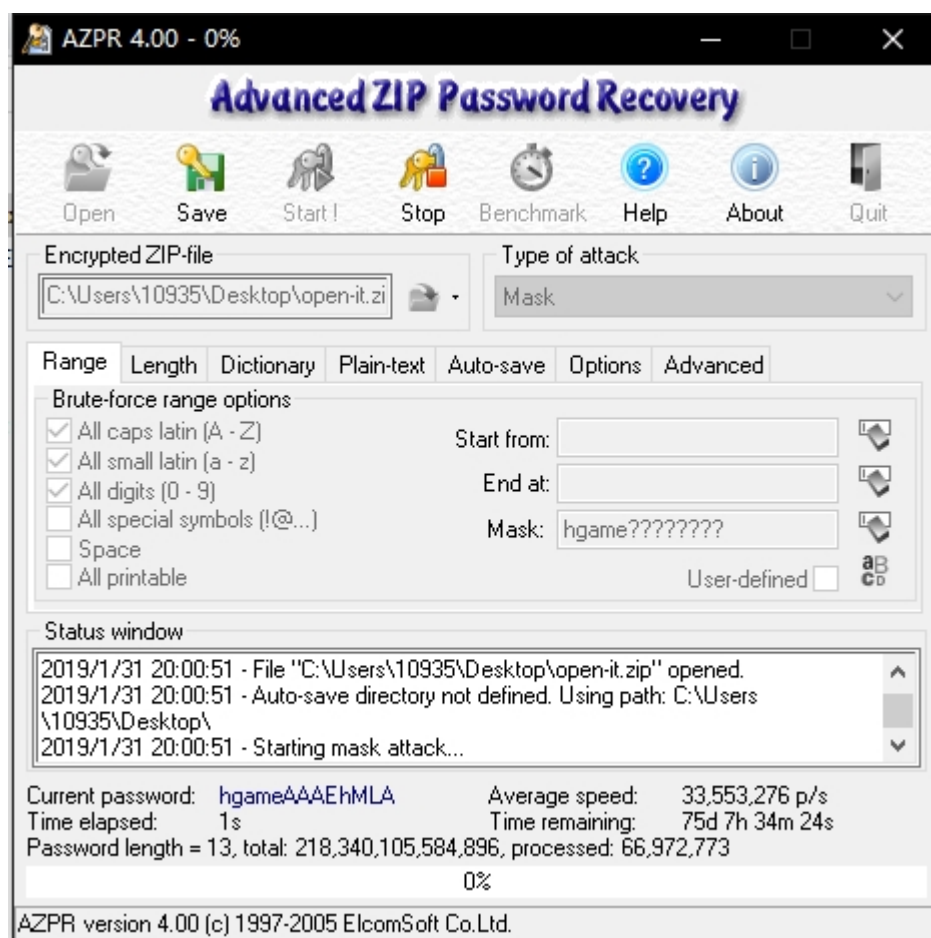 AZPR 4.00 - 0%
Advanced ZIP Password Recovery
Open Save Start ! Stop Benchmark Help About Quit
Encrypted ZIP-file Type of attack
C:\Users\10935\Desktop\open-it.zi Mask
Range Length Dictionary Plain-text Auto-save Options Advanced
Brute-force range options
All caps latin (A - Z)
All small latin (a - z)
All digits (0 - 9)
All special symbols (!@...)
Space
All printable
Start from:
End at:
Mask: hgame????????
User-defined
Status window
2019/1/31 20:00:51 - File "C:\Users\10935\Desktop\open-it.zip" opened.
2019/1/31 20:00:51 - Auto-save directory not defined. Using path: C:\Users
\10935\Desktop\
2019/1/31 20:00:51 - Starting mask attack...
Current password: hgameAAAEhMLA Average speed: 33,553,276 p/s
Time elapsed: 1s Time remaining: 75d 7h 34m 24s
Password length = 13, total: 218,340,105,584,896, processed: 66,972,773
0%
AZPR version 4.00 (c) 1997-2005 ElcomSoft Co.Ltd.